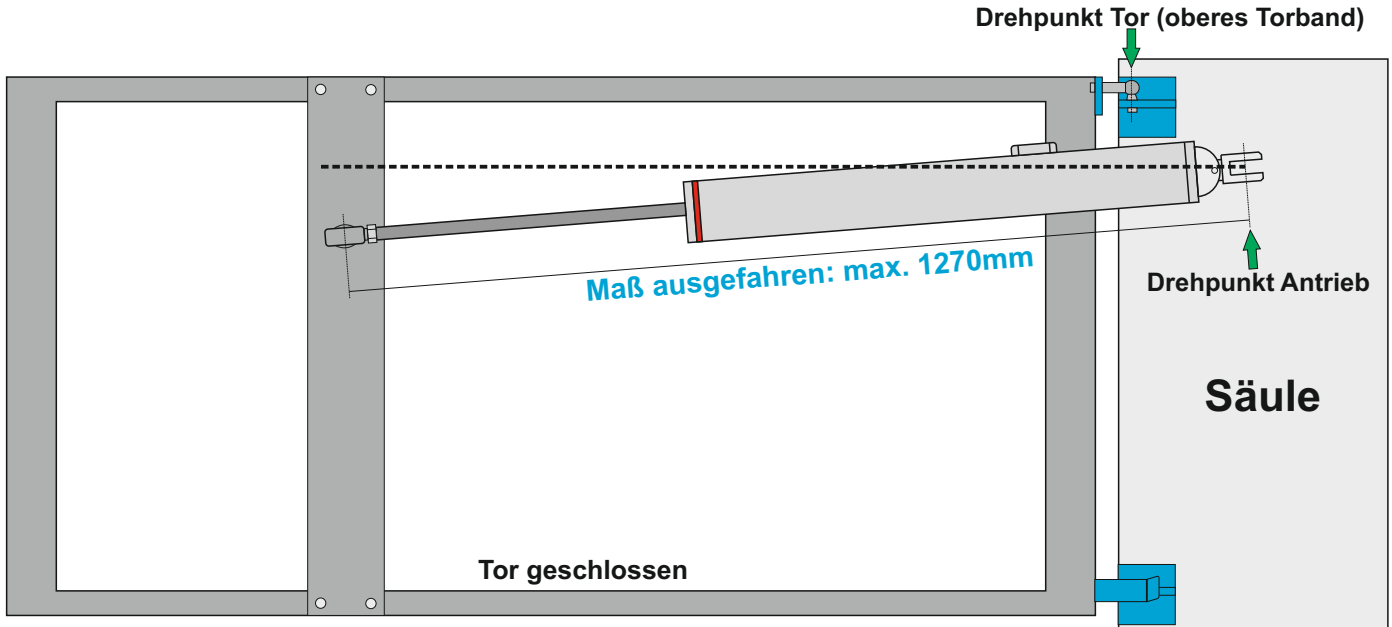 Drehpunkt Tor (oberes Torband)
Maß ausgefahren: max. 1270mm
Drehpunkt Antrieb
Säule
Tor geschlossen